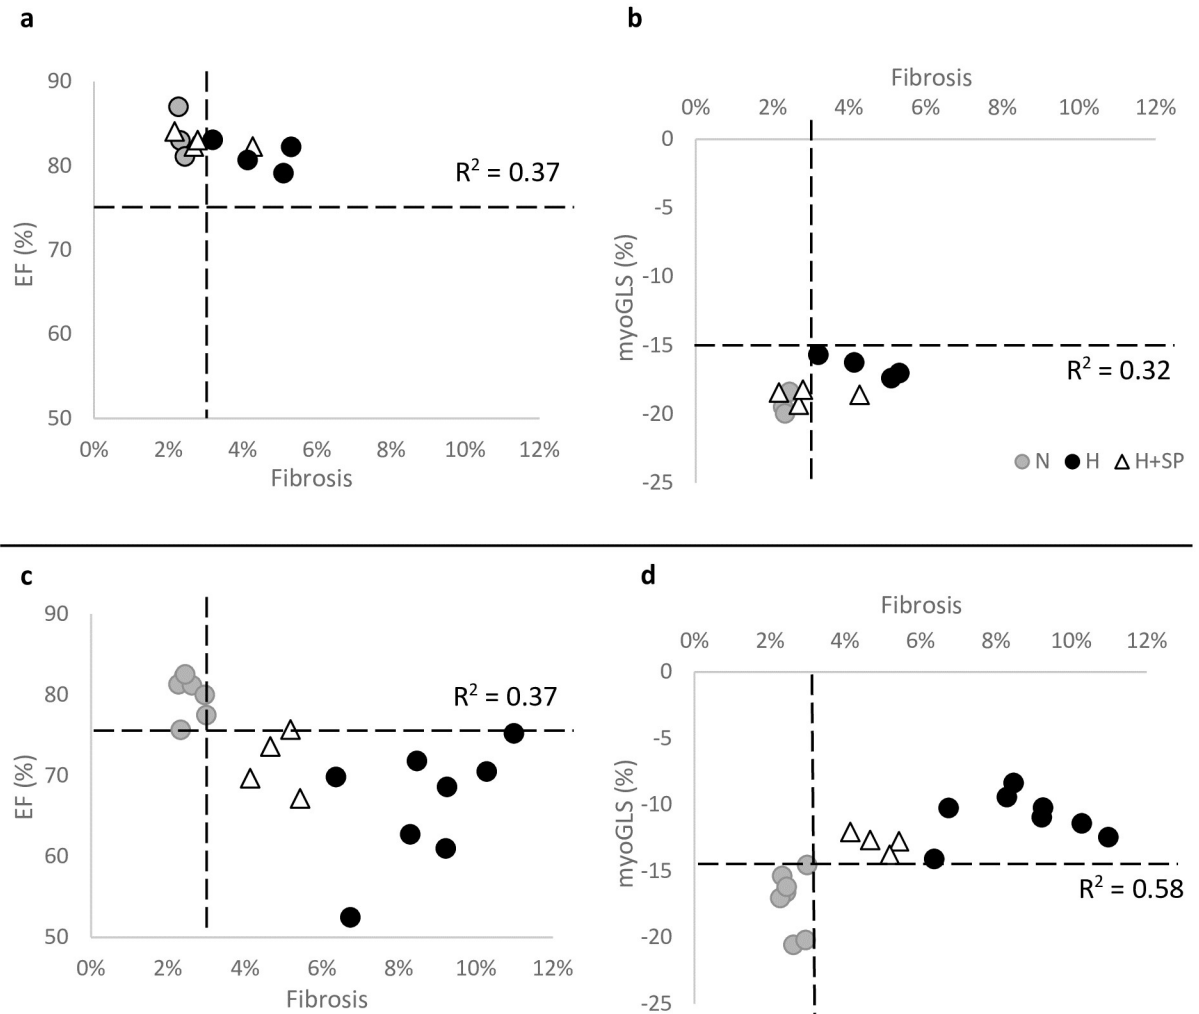 a
90
80
70
60
50
EF (%)
R² = 0.37
0% 2% 4% 6% 8% 10% 12%
Fibrosis
b
Fibrosis
0% 2% 4% 6% 8% 10% 12%
0
-5
-10
-15
-20
-25
myoGLS (%)
R² = 0.32
N H H+SP
c
90
80
70
60
50
EF (%)
R² = 0.37
0% 2% 4% 6% 8% 10% 12%
Fibrosis
d
Fibrosis
0% 2% 4% 6% 8% 10% 12%
0
-5
-10
-15
-20
-25
myoGLS (%)
R² = 0.58